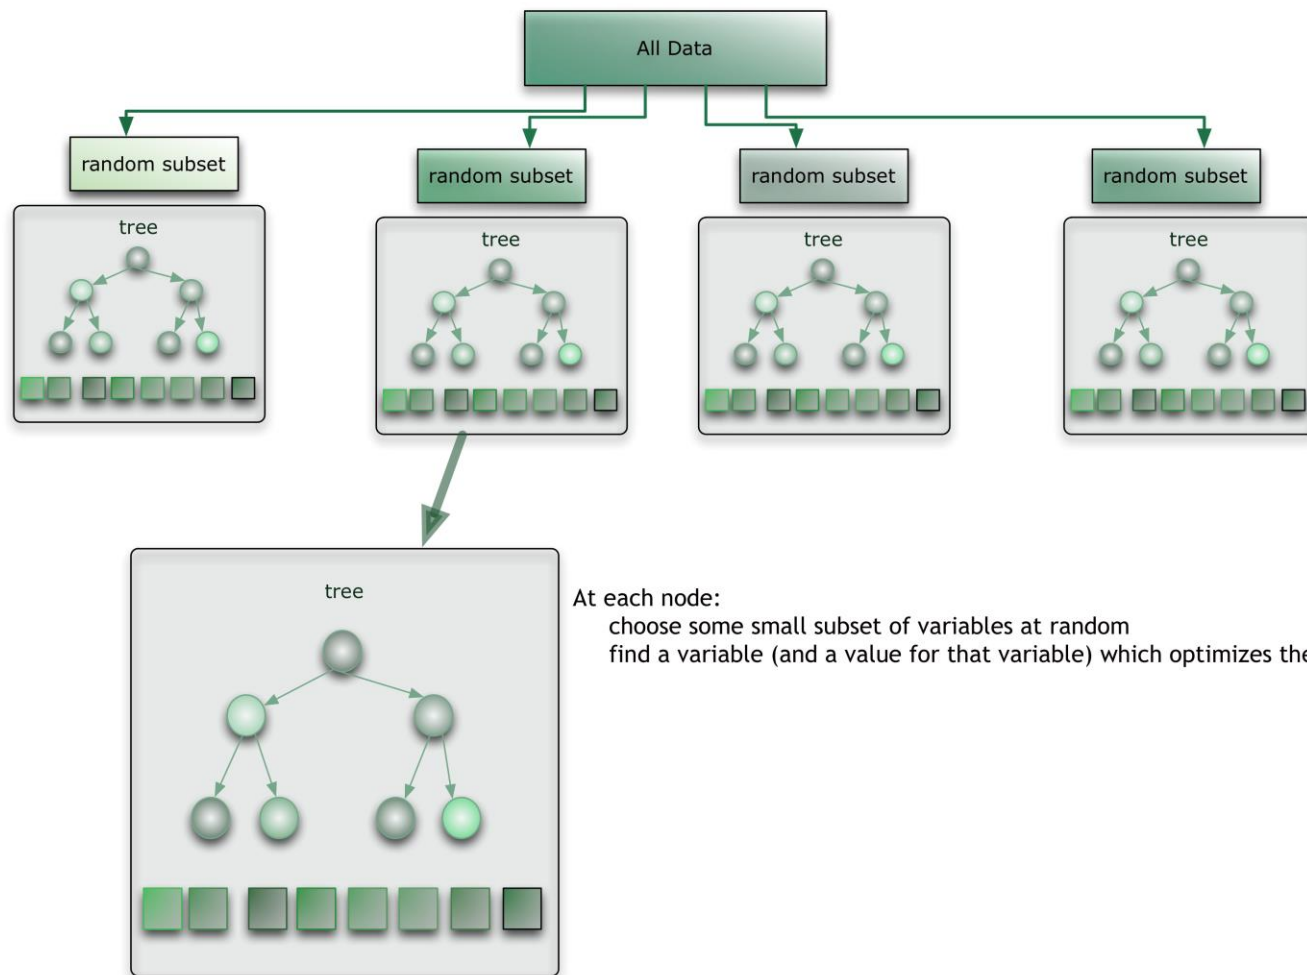 All Data
random subset
random subset
random subset
random subset
tree
tree
tree
tree
tree
At each node:
choose some small subset of variables at random
find a variable (and a value for that variable) which optimizes the